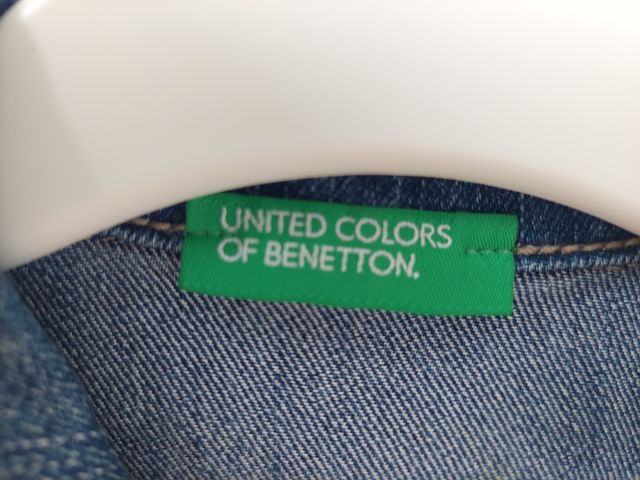 UNITED COLORS
OF BENETTON.